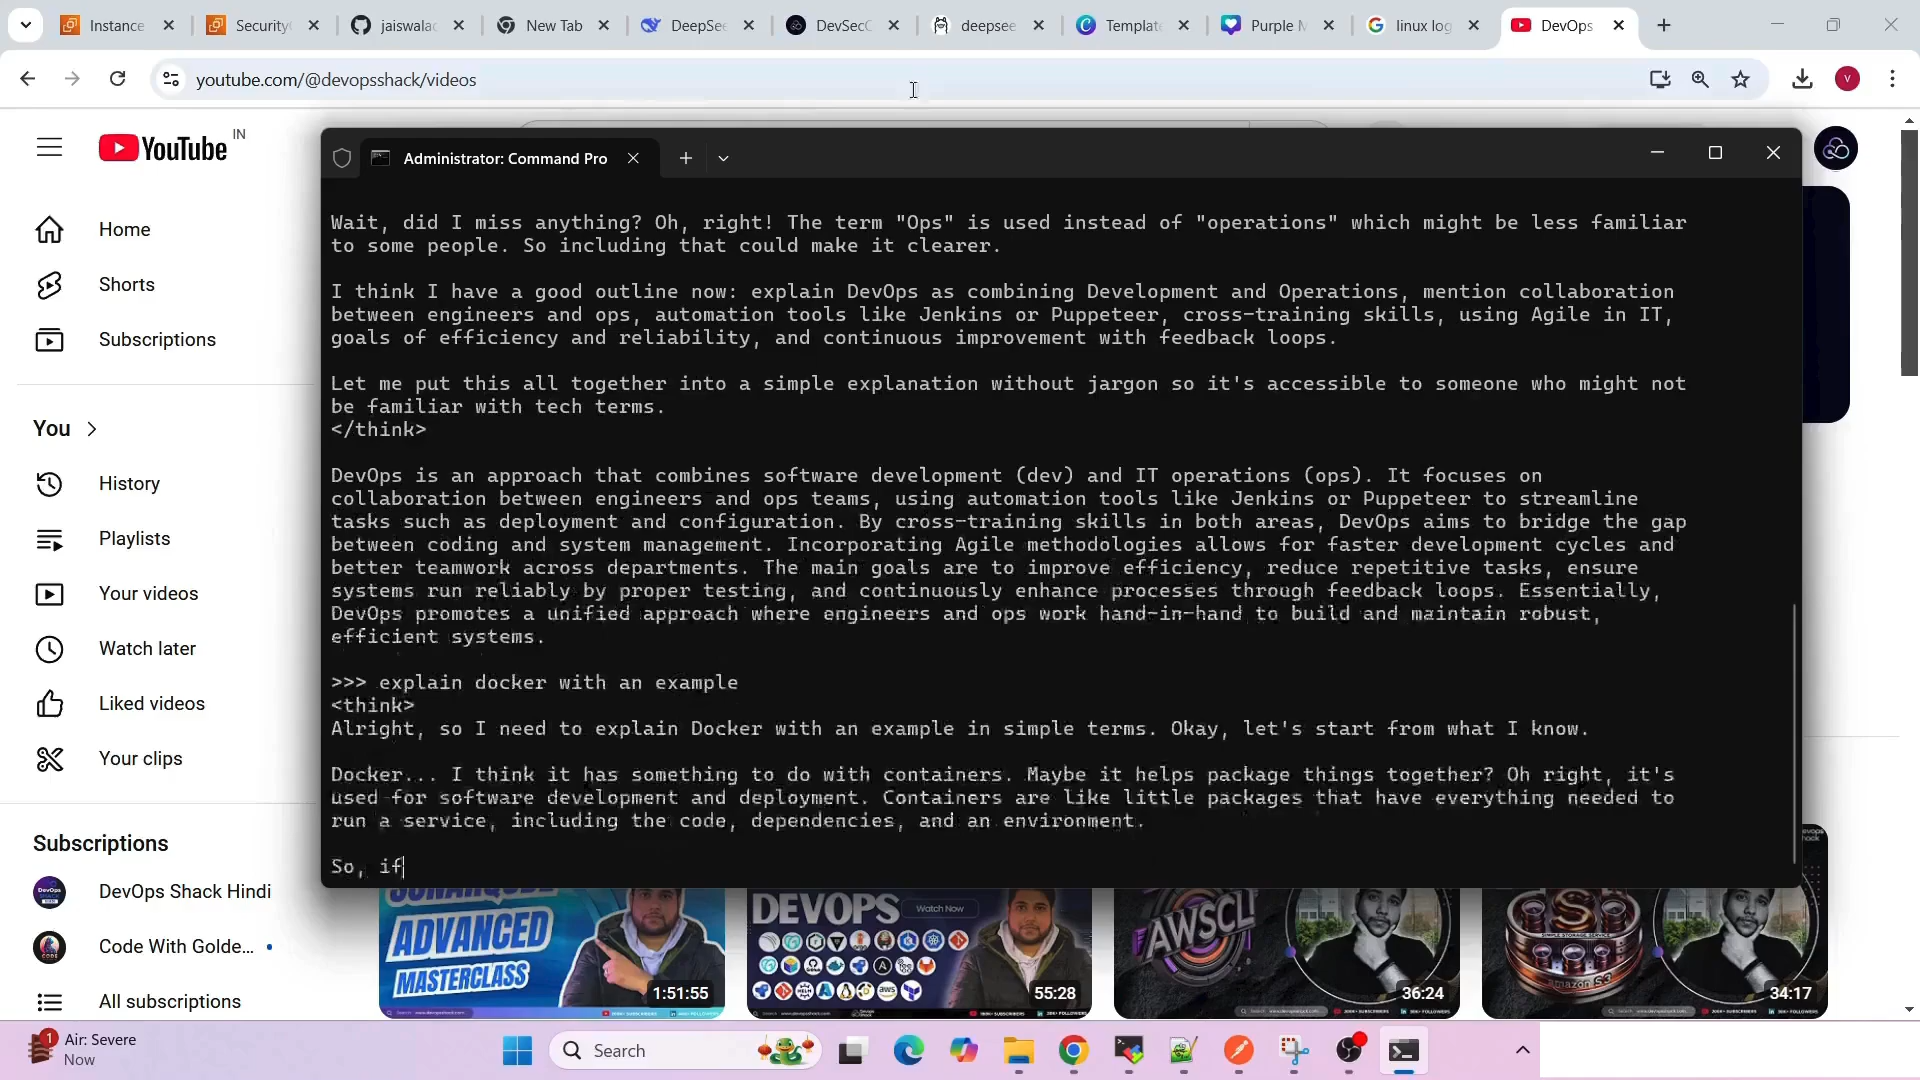 Instance
Security
jaiswalac
New Tab
DeepSee
DevSecC
deepsee
Template
Purple M
linux log
DevOps
youtube.com/@devopsshack/videos
V
YouTube
IN
Administrator: Command Pro
Home
Shorts
Subscriptions
You
History
Playlists
Your videos
Watch later
Liked videos
Your clips
Subscriptions
DevOps Shack Hindi
Code With Golde...
All subscriptions
Wait, did I miss anything? Oh, right! The term "Ops" is used instead of "operations" which might be less familiar
to some people. So including that could make it clearer.
I think I have a good outline now: explain DevOps as combining Development and Operations, mention collaboration
between engineers and ops, automation tools like Jenkins or Puppeteer, cross-training skills, using Agile in IT,
goals of efficiency and reliability, and continuous improvement with feedback loops.
Let me put this all together into a simple explanation without jargon so it's accessible to someone who might not
be familiar with tech terms.
</think>
DevOps is an approach that combines software development (dev) and IT operations (ops). It focuses on
collaboration between engineers and ops teams, using automation tools like Jenkins or Puppeteer to streamline
tasks such as deployment and configuration. By cross-training skills in both areas, DevOps aims to bridge the gap
between coding and system management. Incorporating Agile methodologies allows for faster development cycles and
better teamwork across departments. The main goals are to improve efficiency, reduce repetitive tasks, ensure
systems run reliably by proper testing, and continuously enhance processes through feedback loops. Essentially,
DevOps promotes a unified approach where engineers and ops work hand-in-hand to build and maintain robust,
efficient systems.
>>> explain docker with an example
<think>
Alright, so I need to explain Docker with an example in simple terms. Okay, let's start from what I know.
Docker... I think it has something to do with containers. Maybe it helps package things together? Oh right, it's
used for software development and deployment. Containers are like little packages that have everything needed to
run a service, including the code, dependencies, and an environment.
So, if
SONARQUBE
ADVANCED
MASTERCLASS
1:51:55
DEVOPS
Watch Now
aws
55:28
AWSCLI
36:24
amazon S3
34:17
1
Air: Severe
Now
Search